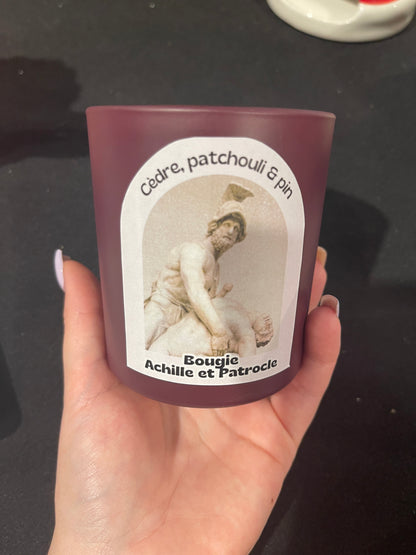 Cèdre, patchouli & pin
Bougie
Achille et Patrocle